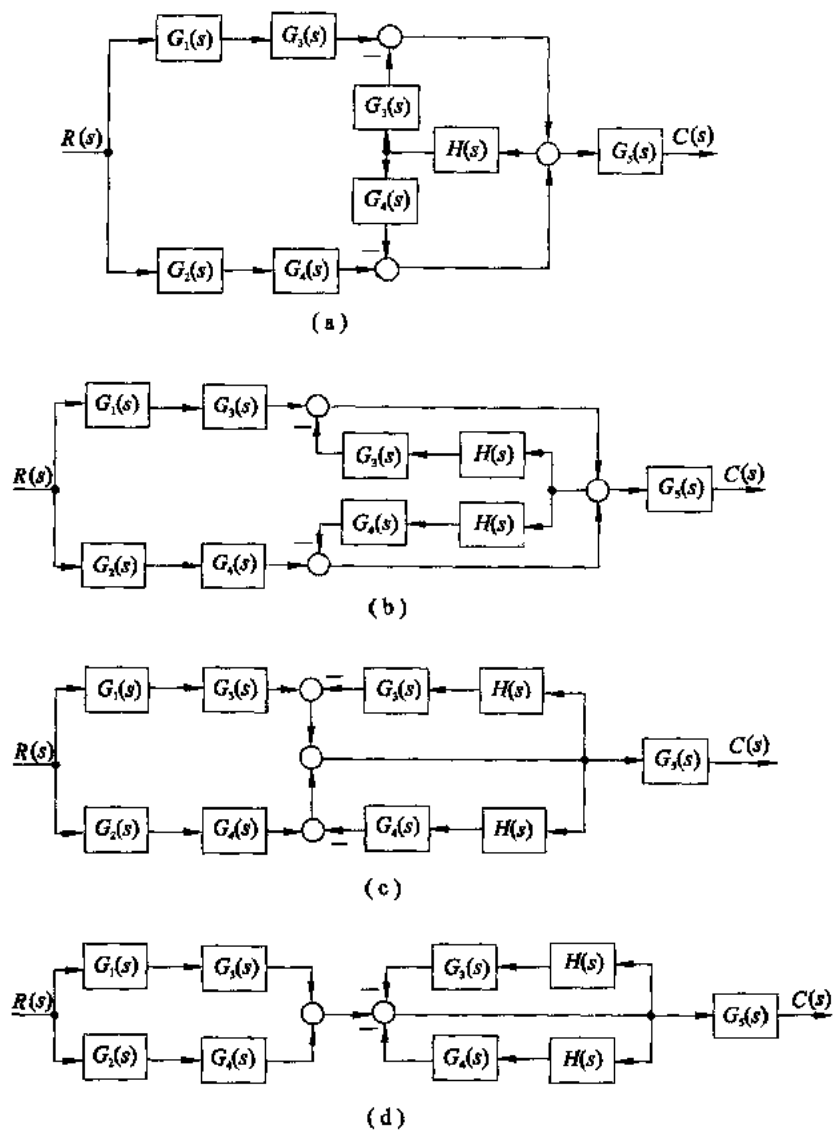 G₁(s) G₃(s)
−
G₃(s)
R(s) H(s) G₅(s) C(s)
G₄(s)
−
G₂(s) G₄(s)
(a)
G₁(s) G₃(s)
−
G₃(s) H(s)
R(s) G₅(s) C(s)
G₄(s) H(s)
−
G₂(s) G₄(s)
(b)
G₁(s) G₃(s) − G₃(s) H(s)
R(s) G₅(s) C(s)
G₂(s) G₄(s) − G₄(s) H(s)
(c)
G₁(s) G₃(s) G₃(s) H(s)
−
R(s) G₅(s) C(s)
−
G₂(s) G₄(s) G₄(s) H(s)
(d)